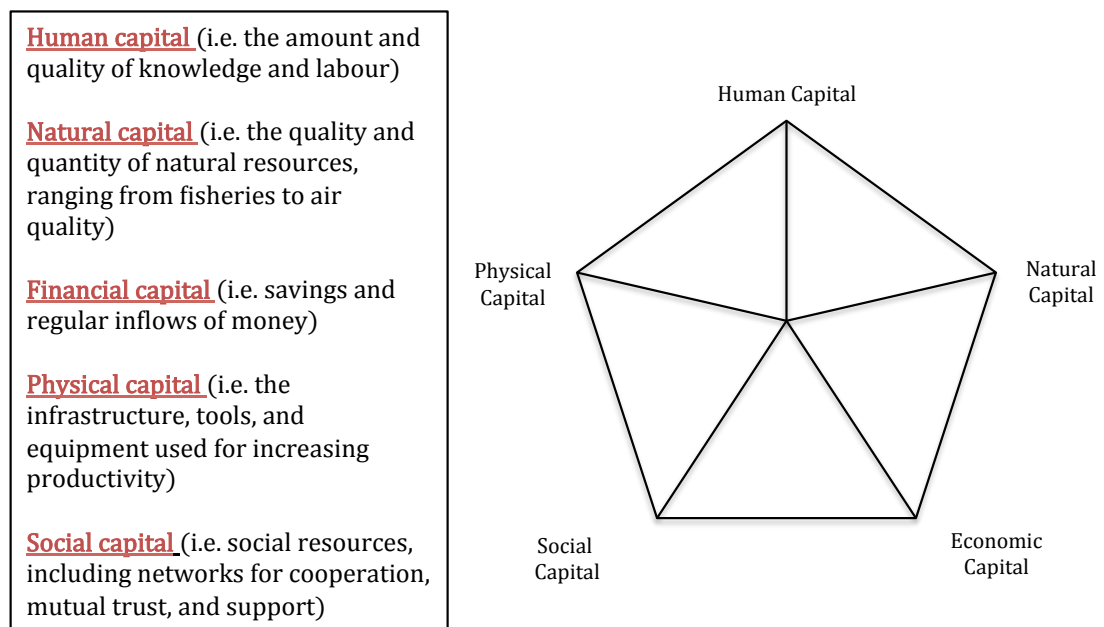 Human capital (i.e. the amount and
quality of knowledge and labour)
Natural capital (i.e. the quality and
quantity of natural resources,
ranging from fisheries to air
quality)
Financial capital (i.e. savings and
regular inflows of money)
Physical capital (i.e. the
infrastructure, tools, and
equipment used for increasing
productivity)
Social capital (i.e. social resources,
including networks for cooperation,
mutual trust, and support)
Human Capital
Physical
Capital
Natural
Capital
Social
Capital
Economic
Capital